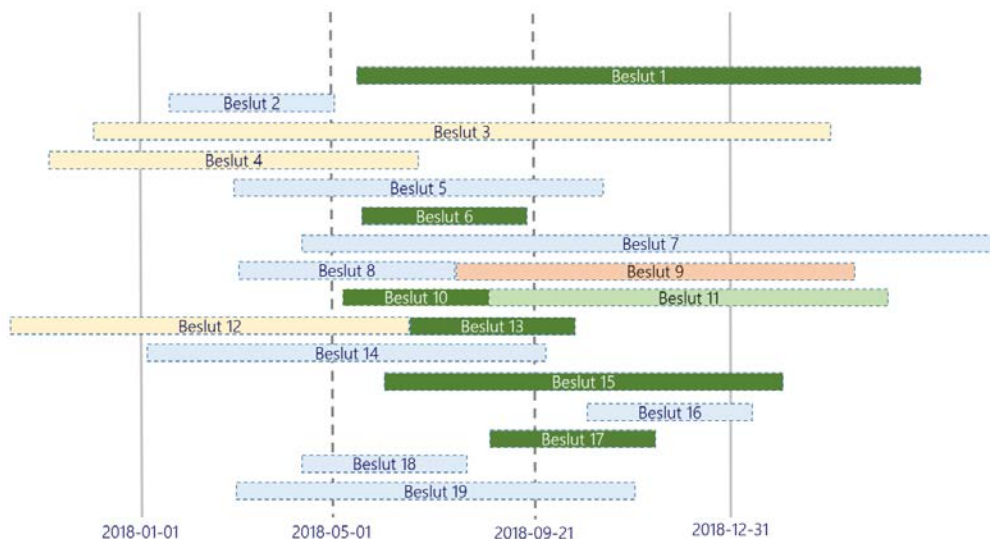 Beslut 1
Beslut 2
Beslut 3
Beslut 4
Beslut 5
Beslut 6
Beslut 7
Beslut 8 Beslut 9
Beslut 10 Beslut 11
Beslut 12 Beslut 13
Beslut 14
Beslut 15
Beslut 16
Beslut 17
Beslut 18
Beslut 19
2018-01-01 2018-05-01 2018-09-21 2018-12-31